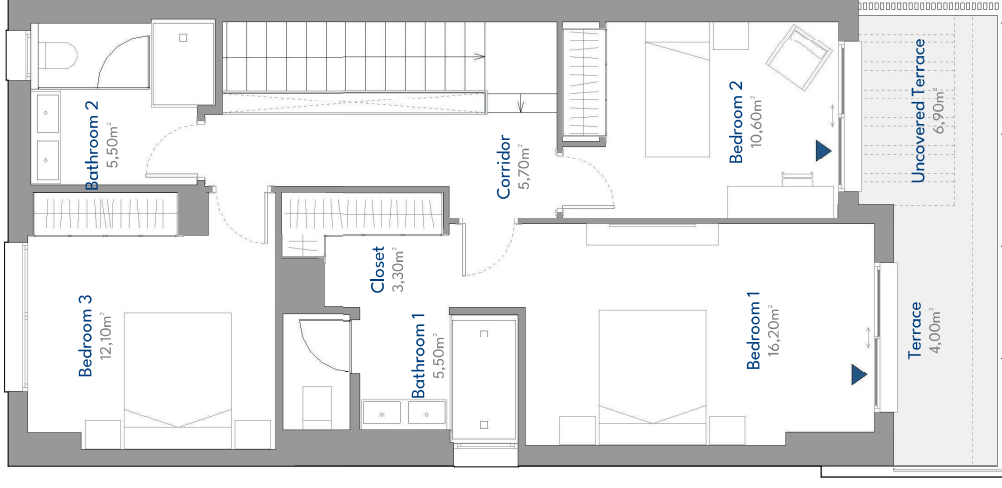 Bathroom 2
5,50m²
Corridor
5,70m²
Bedroom 2
10,60m²
Uncovered Terrace
6,90m²
Bedroom 3
12,10m²
Closet
3,30m²
Bathroom 1
5,50m²
Bedroom 1
16,20m²
Terrace
4,00m²